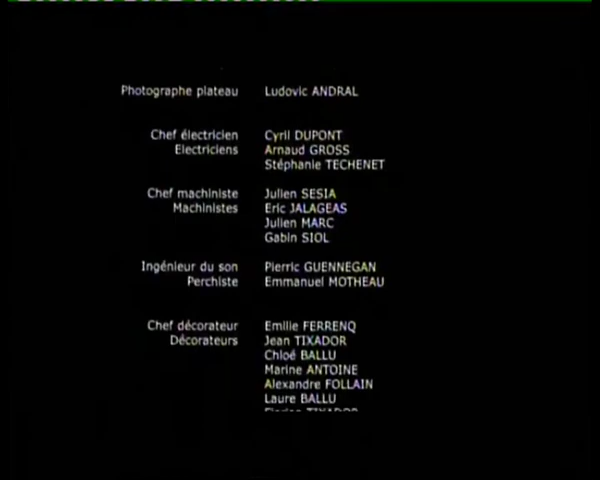 Photographe plateau Ludovic ANDRAL
Chef électricien Cyril DUPONT
Electriciens Arnaud GROSS
Stéphanie TECHENET
Chef machiniste Julien SESIA
Machinistes Eric JALAGEAS
Julien MARC
Gabin SIOL
Ingénieur du son Pierric GUENNEGAN
Perchiste Emmanuel MOTHEAU
Chef décorateur Emilie FERRENQ
Décorateurs Jean TIXADOR
Chloé BALLU
Marine ANTOINE
Alexandre FOLLAIN
Laure BALLU
TIXADOR